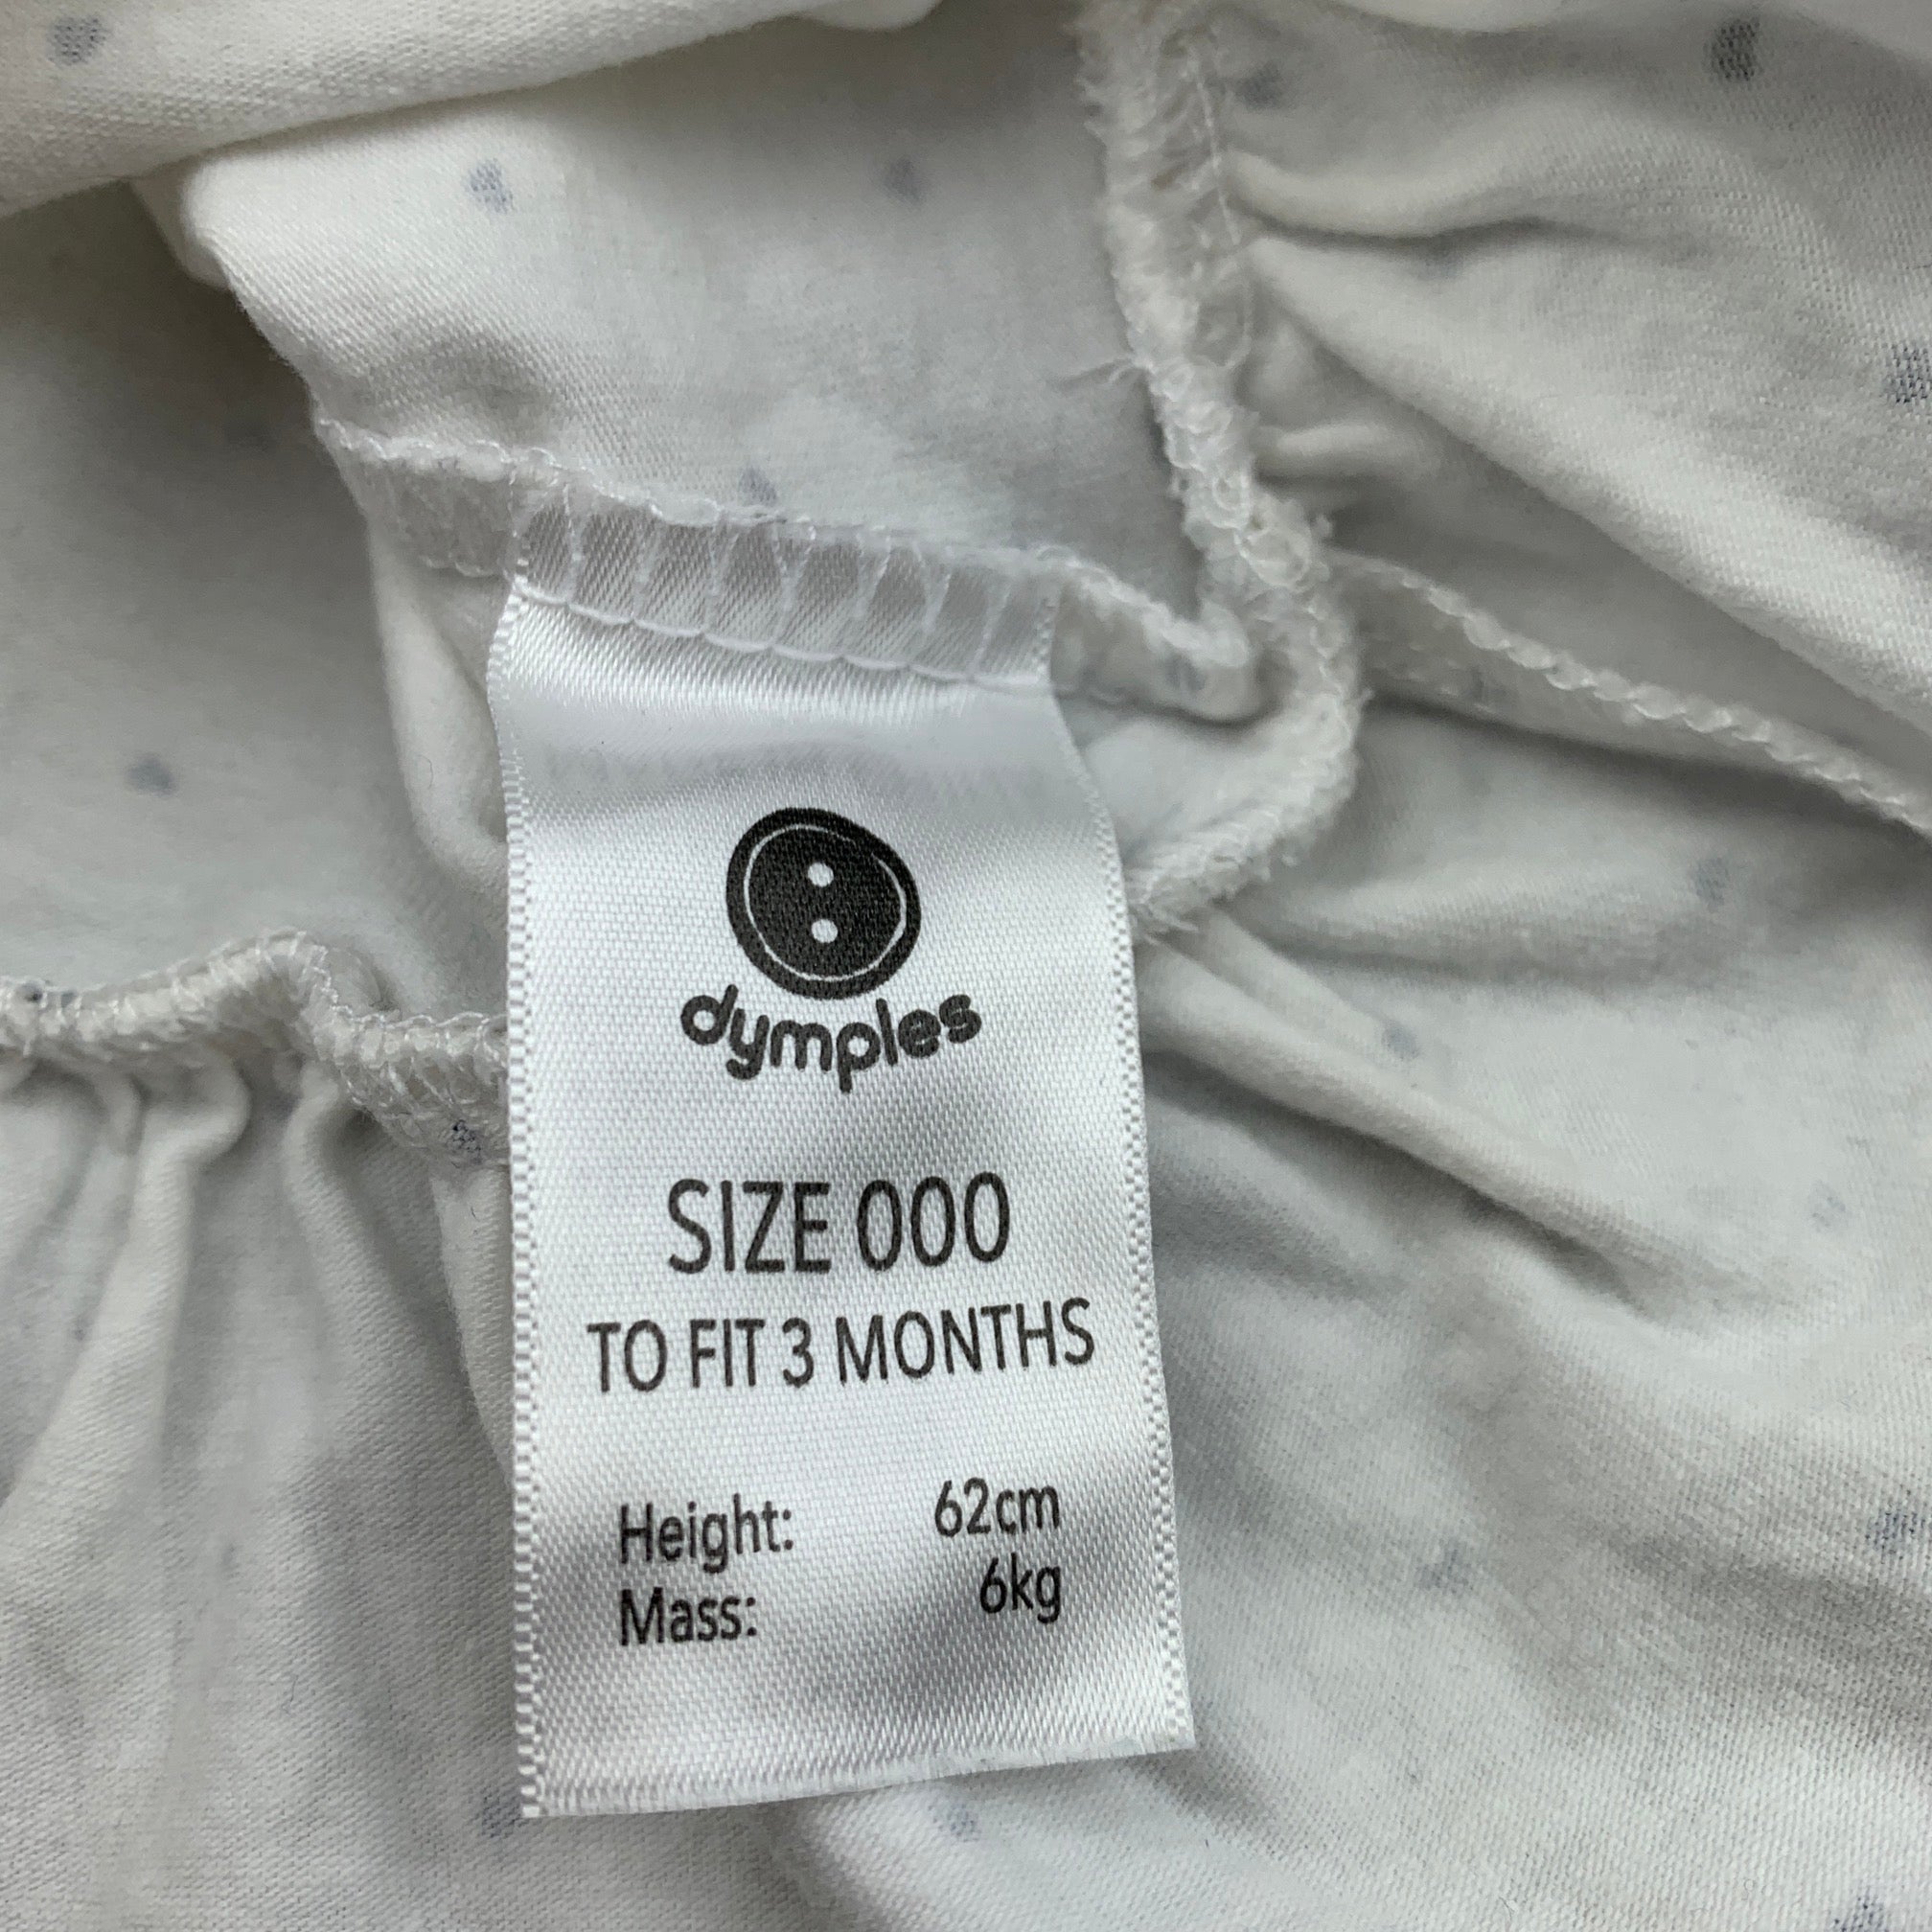 dymples
SIZE 000
TO FIT 3 MONTHS
Height: 62cm
Mass: 6kg